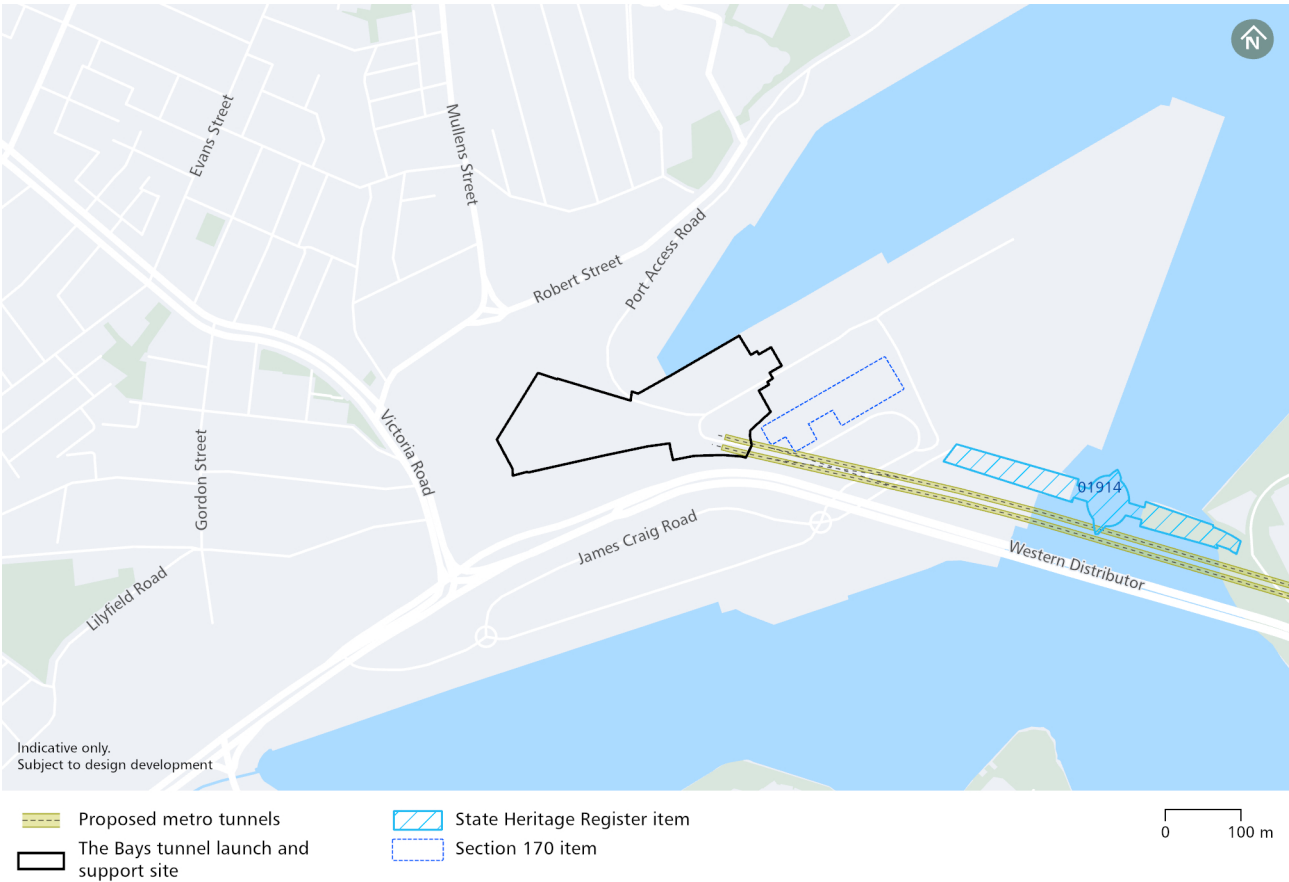 N
Evans Street
Mullens Street
Port Access Road
Robert Street
Victoria Road
Gordon Street
01914
James Craig Road
Western Distributor
Lilyfield Road
Indicative only.
Subject to design development
Proposed metro tunnels
The Bays tunnel launch and
support site
State Heritage Register item
Section 170 item
0
100 m